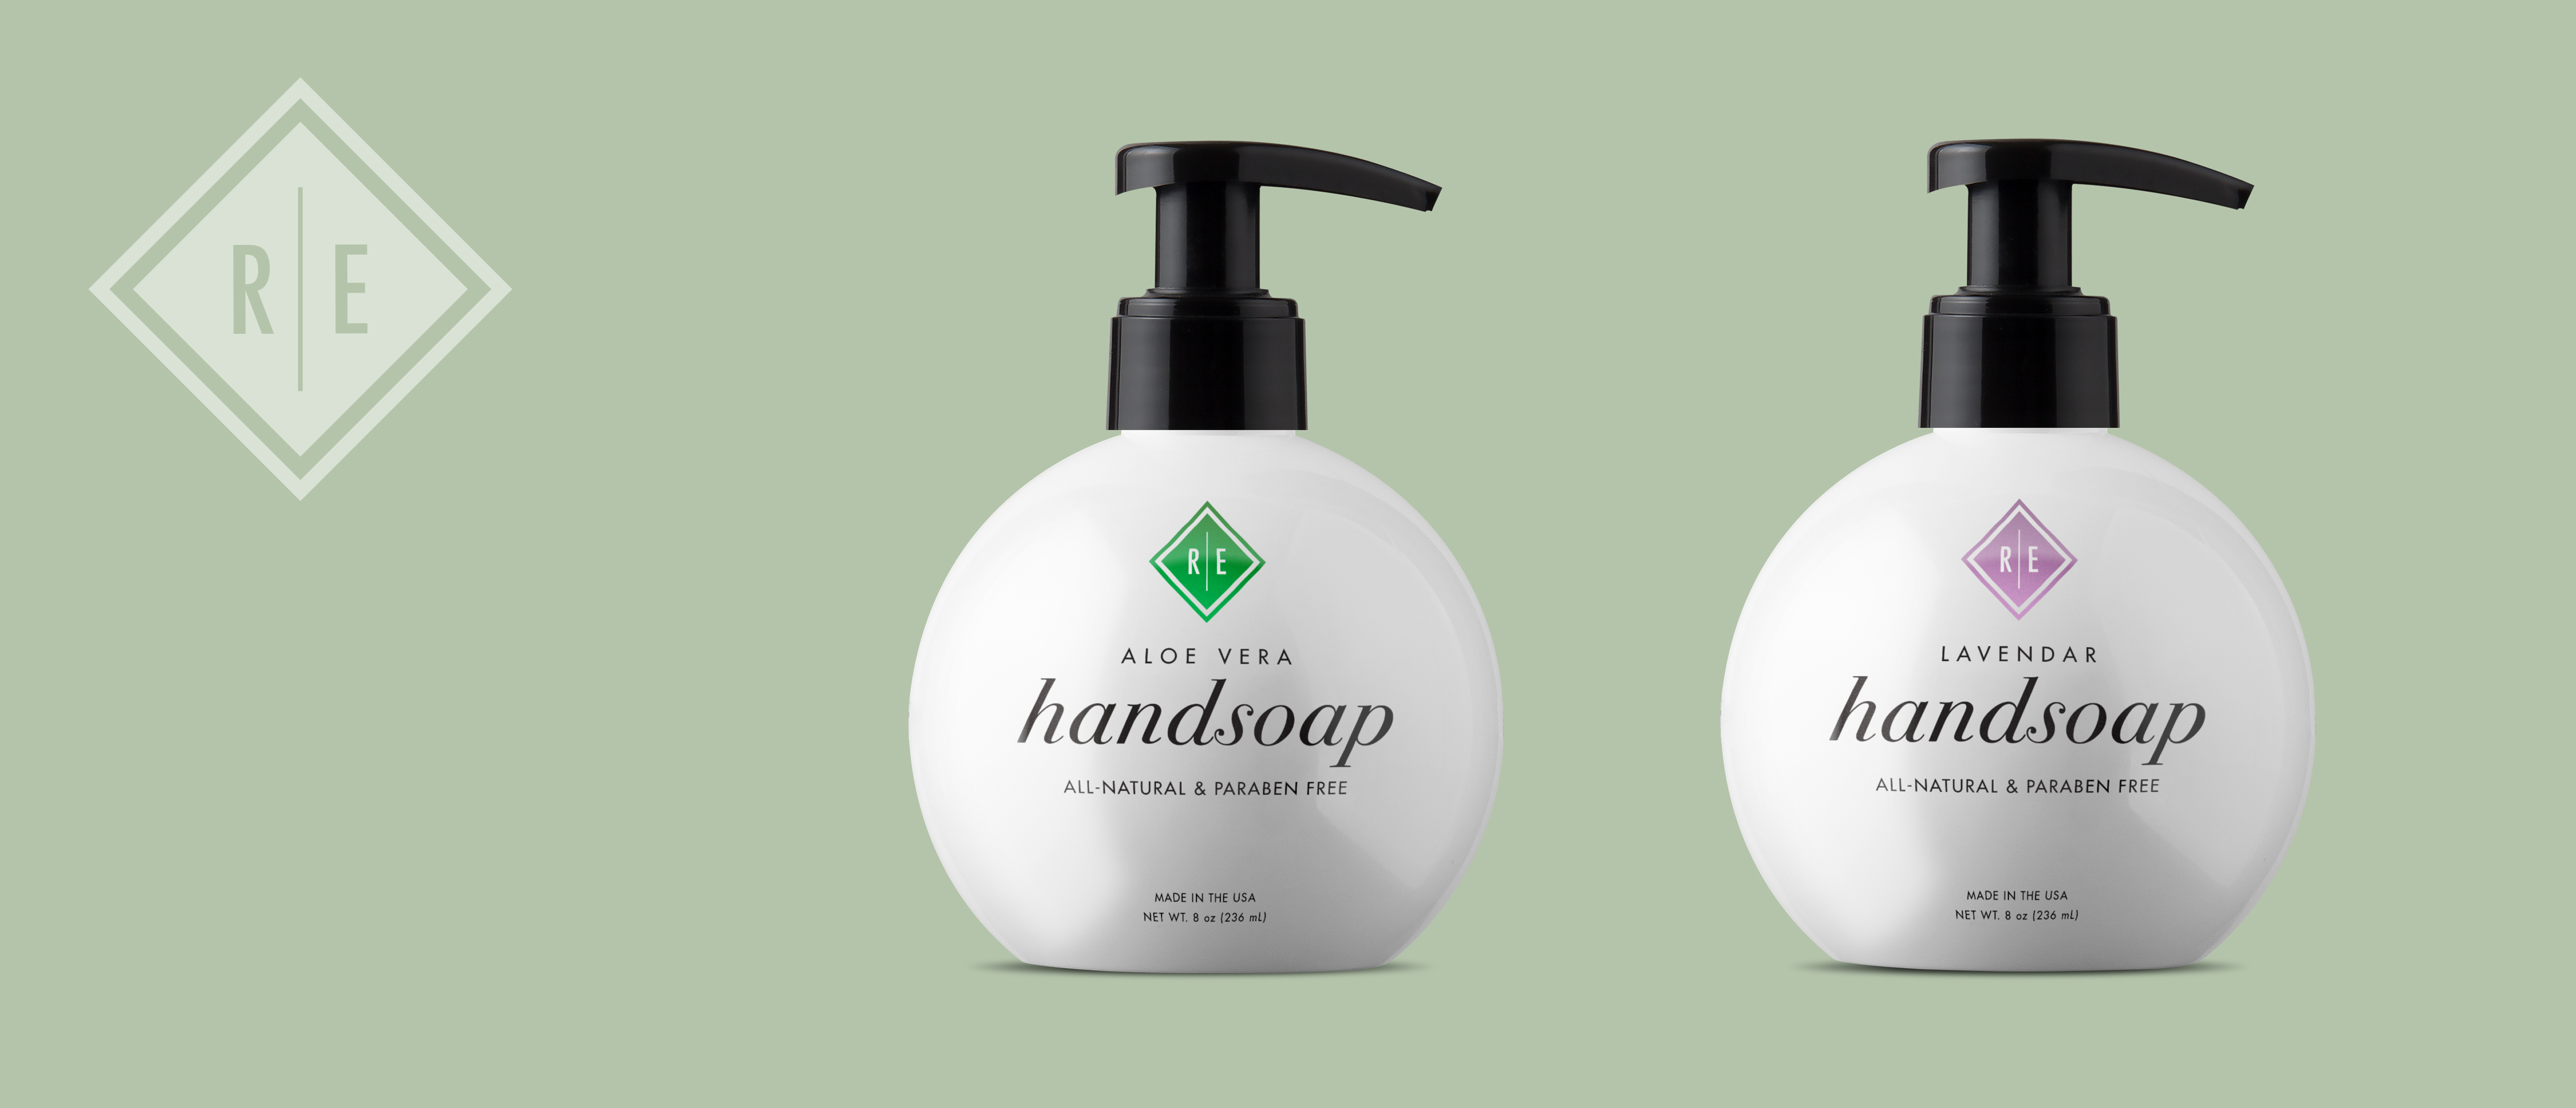 R | E
R | E
ALOE VERA
handsoap
ALL-NATURAL & PARABEN FREE
MADE IN THE USA
NET WT. 8 oz (236 mL)
R | E
LAVENDAR
handsoap
ALL-NATURAL & PARABEN FREE
MADE IN THE USA
NET WT. 8 oz (236 mL)